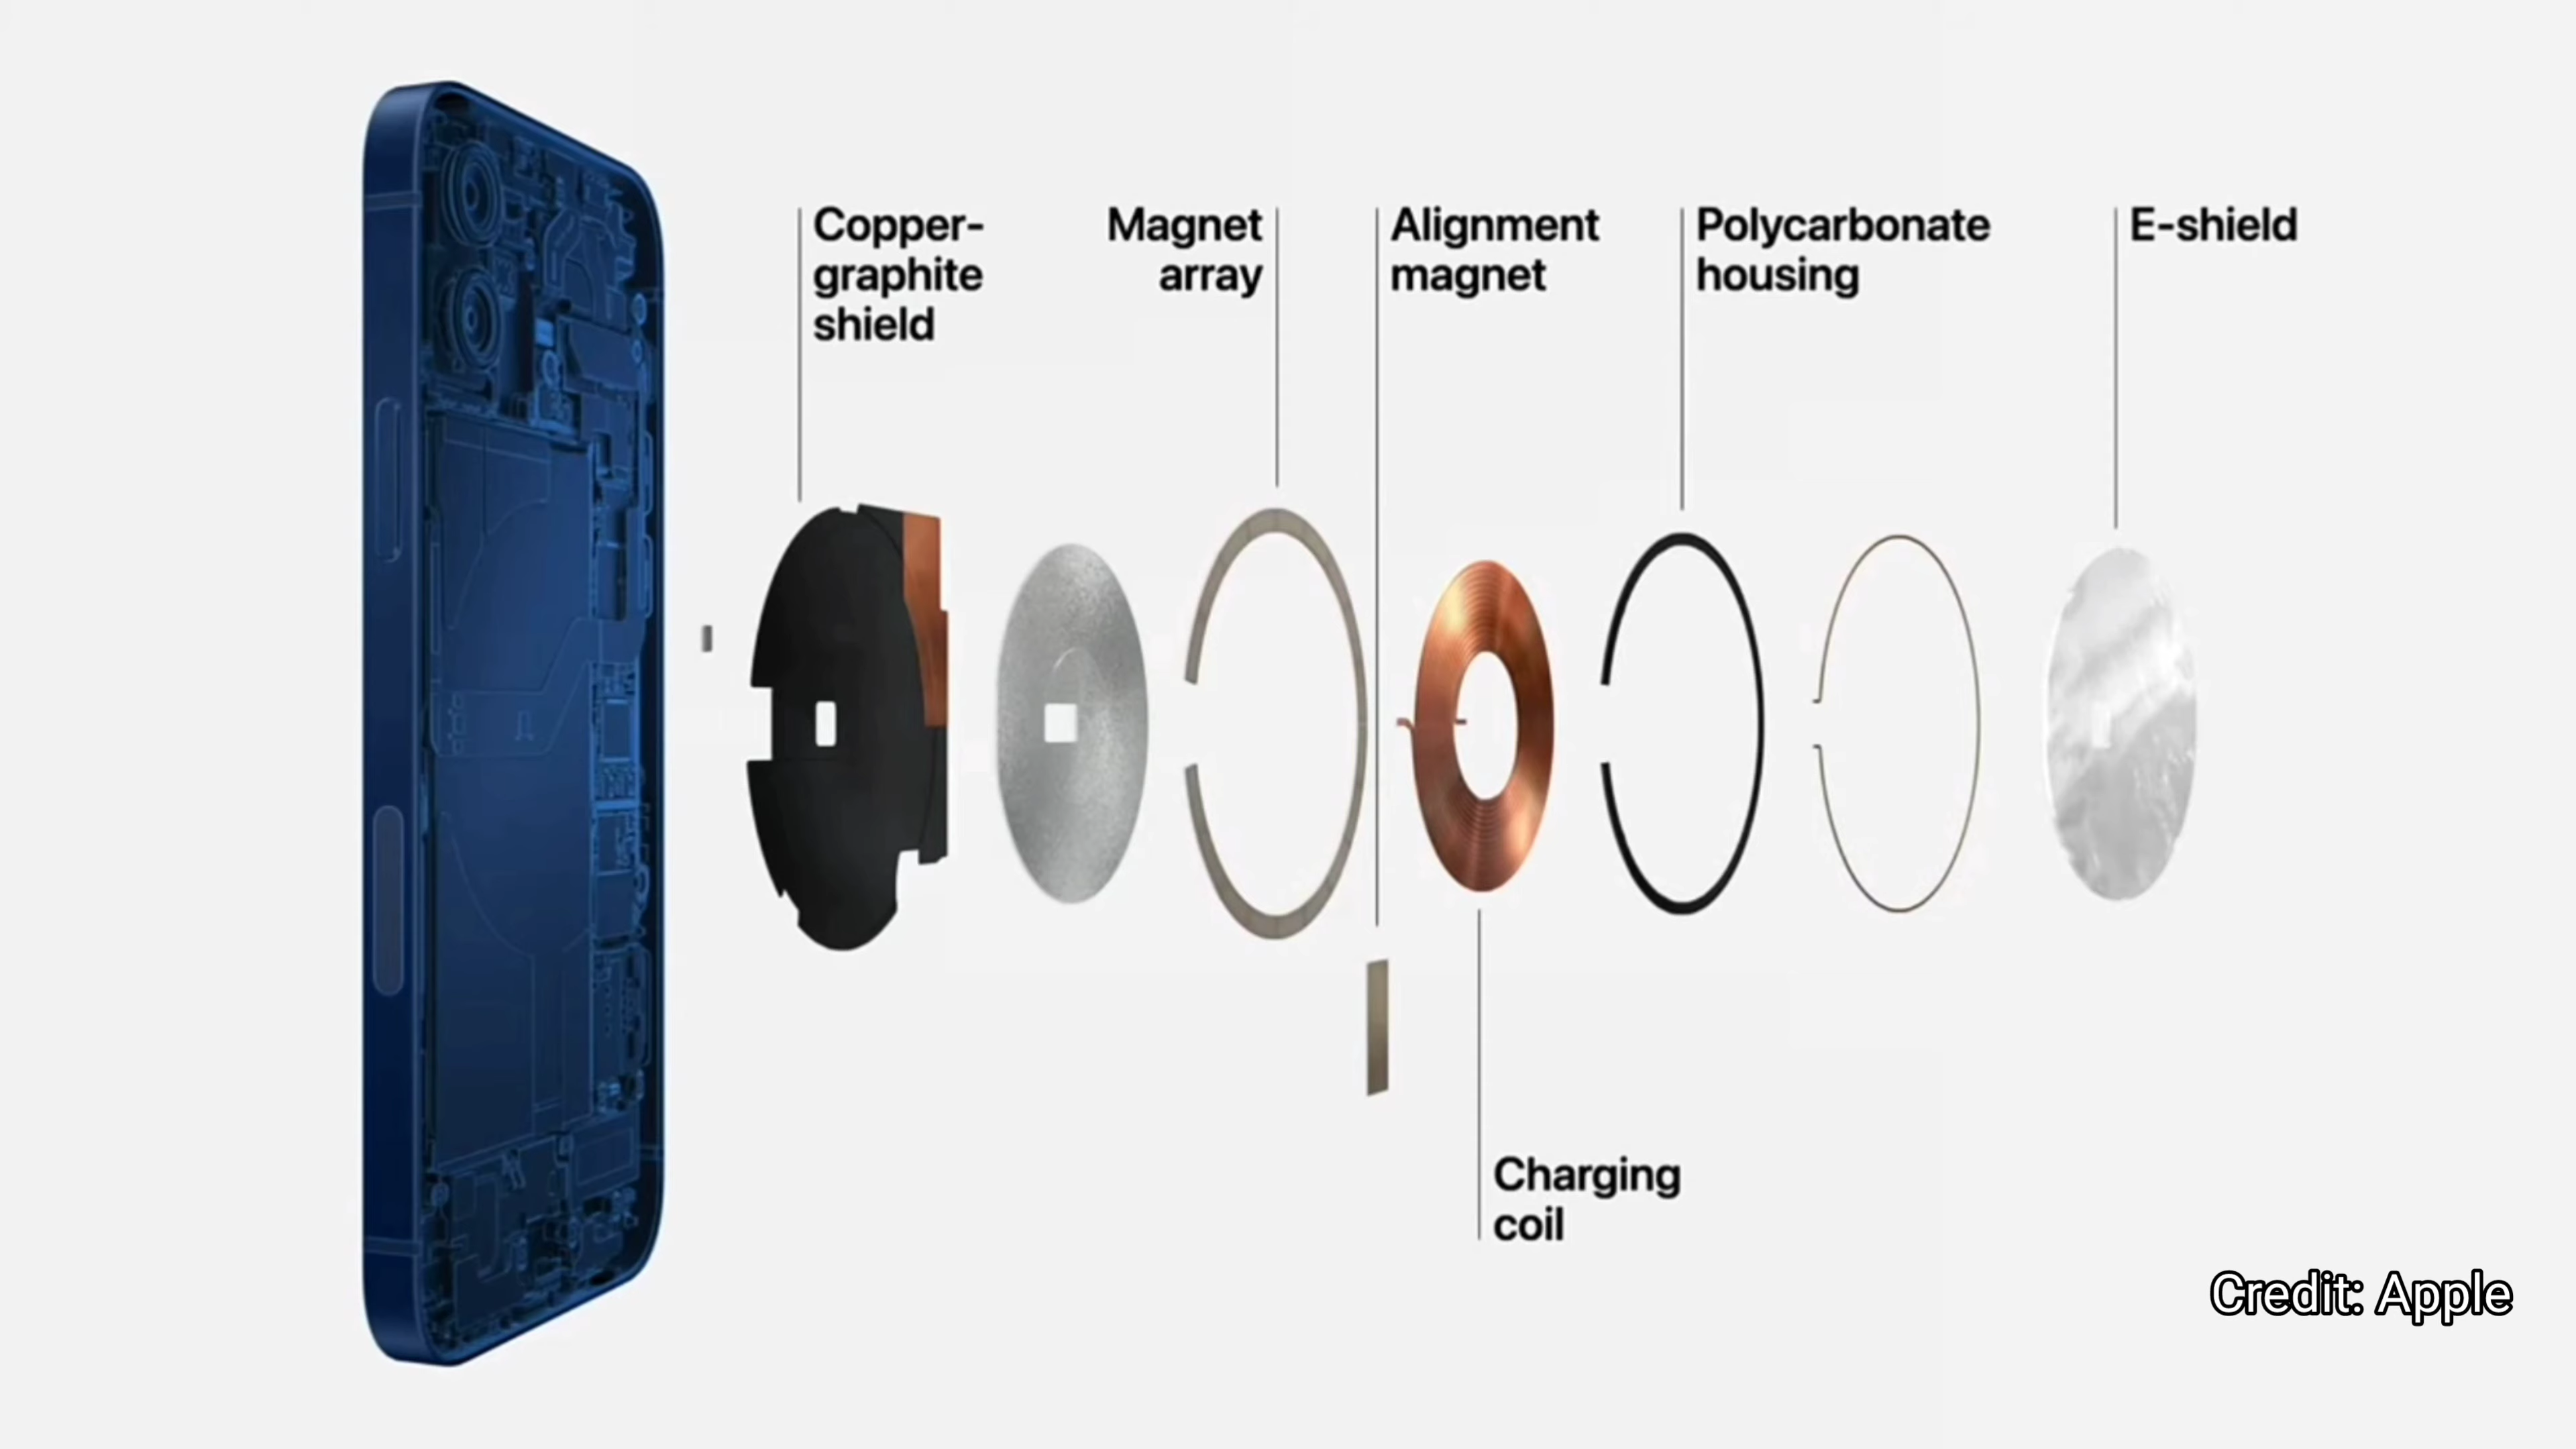 Copper-
graphite
shield
Magnet
array
Alignment
magnet
Polycarbonate
housing
E-shield
Charging
coil
Credit: Apple